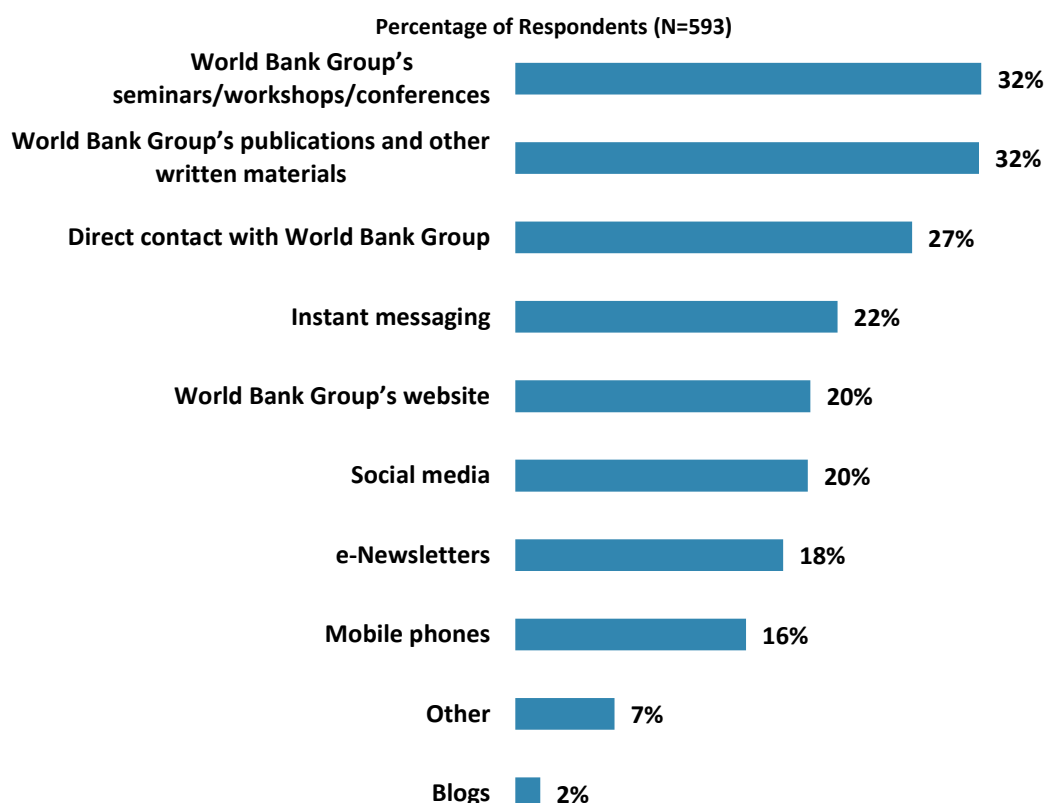 Percentage of Respondents (N=593)
World Bank Group’s
seminars/workshops/conferences
32%
World Bank Group’s publications and other
written materials
32%
Direct contact with World Bank Group
27%
Instant messaging
22%
World Bank Group’s website
20%
Social media
20%
e-Newsletters
18%
Mobile phones
16%
Other
7%
Blogs
2%